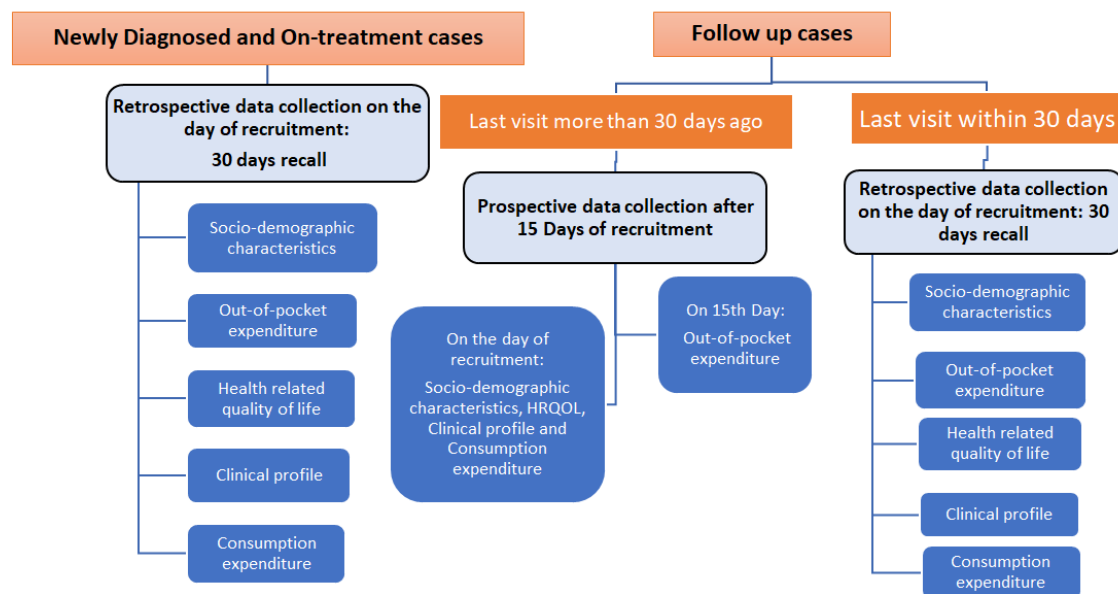 Newly Diagnosed and On-treatment cases
Retrospective data collection on the
day of recruitment:
30 days recall
Socio-demographic
characteristics
Out-of-pocket
expenditure
Health related
quality of life
Clinical profile
Consumption
expenditure
Follow up cases
Last visit more than 30 days ago
Prospective data collection after
15 Days of recruitment
On the day of
recruitment:
Socio-demographic
characteristics, HRQOL,
Clinical profile and
Consumption
expenditure
On 15th Day:
Out-of-pocket
expenditure
Last visit within 30 days
Retrospective data collection
on the day of recruitment: 30
days recall
Socio-demographic
characteristics
Out-of-pocket
expenditure
Health related
quality of life
Clinical profile
Consumption
expenditure